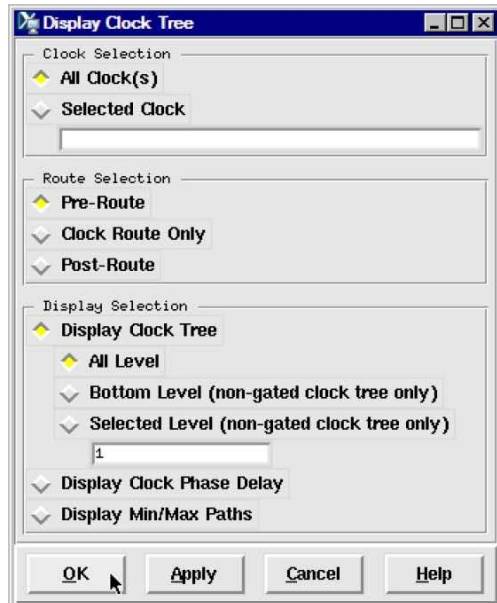 Display Clock Tree
Clock Selection
All Clock(s)
Selected Clock
Route Selection
Pre-Route
Clock Route Only
Post-Route
Display Selection
Display Clock Tree
All Level
Bottom Level (non-gated clock tree only)
Selected Level (non-gated clock tree only)
1
Display Clock Phase Delay
Display Min/Max Paths
OK Apply Cancel Help